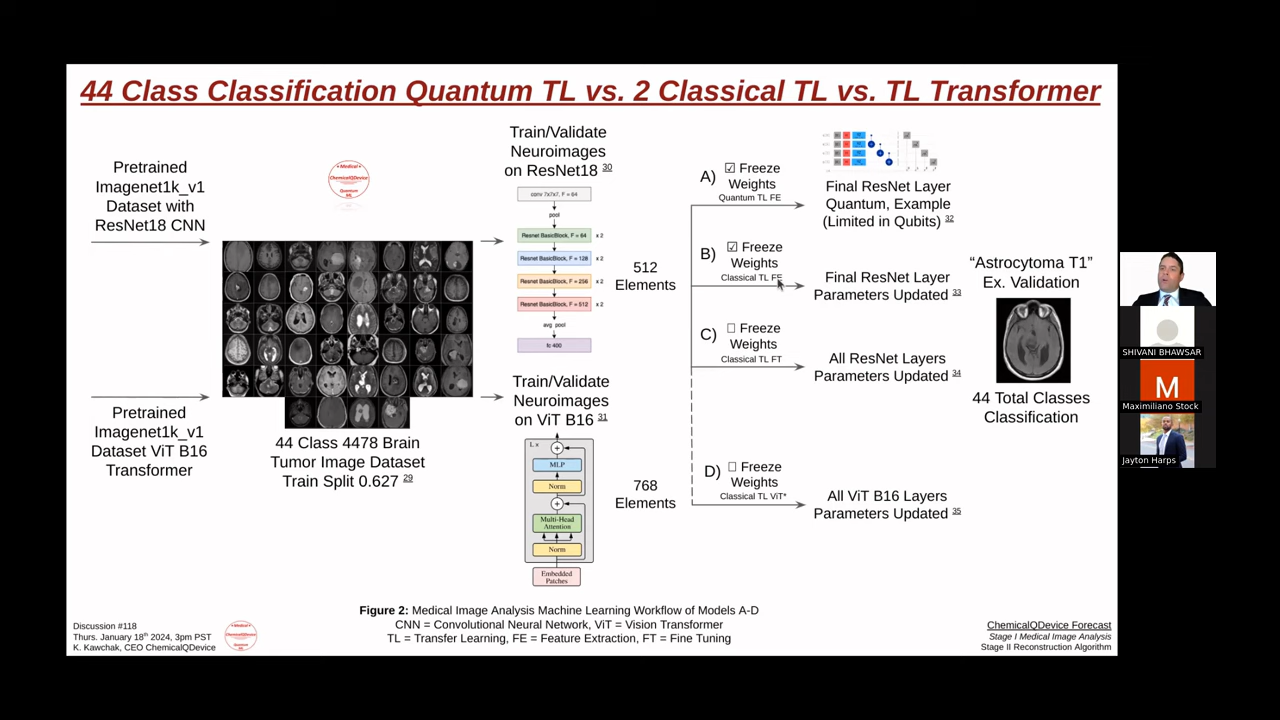 44 Class Classification Quantum TL vs. 2 Classical TL vs. TL Transformer
Pretrained
Imagenet1k_v1
Dataset with
ResNet18 CNN
Medical
ChemicalQDevice
Quantum
ML
Train/Validate
Neuroimages
on ResNet18 30
conv 7x7x7, F = 64
pool
Resnet BasicBlock, F = 64
x 2
Resnet BasicBlock, F = 128
x 2
Resnet BasicBlock, F = 256
x 2
Resnet BasicBlock, F = 512
x 2
avg pool
fc 400
512
Elements
Pretrained
Imagenet1k_v1
Dataset ViT B16
Transformer
44 Class 4478 Brain
Tumor Image Dataset
Train Split 0.627 29
Train/Validate
Neuroimages
on ViT B16 31
L x
+
MLP
Norm
+
Multi-Head
Attention
Norm
Embedded
Patches
768
Elements
A) ☑ Freeze
Weights
Quantum TL FE
Final ResNet Layer
Quantum, Example
(Limited in Qubits) 32
B) ☑ Freeze
Weights
Classical TL FE
Final ResNet Layer
Parameters Updated 33
C) ☐ Freeze
Weights
Classical TL FT
All ResNet Layers
Parameters Updated 34
D) ☐ Freeze
Weights
Classical TL ViT*
All ViT B16 Layers
Parameters Updated 35
“Astrocytoma T1”
Ex. Validation
44 Total Classes
Classification
Figure 2: Medical Image Analysis Machine Learning Workflow of Models A-D
CNN = Convolutional Neural Network, ViT = Vision Transformer
TL = Transfer Learning, FE = Feature Extraction, FT = Fine Tuning
Discussion #118
Thurs. January 18th 2024, 3pm PST
K. Kawchak, CEO ChemicalQDevice
ChemicalQDevice
ChemicalQDevice Forecast
Stage I Medical Image Analysis
Stage II Reconstruction Algorithm
SHIVANI BHAWSAR
M
Maximiliano Stock
Jayton Harps